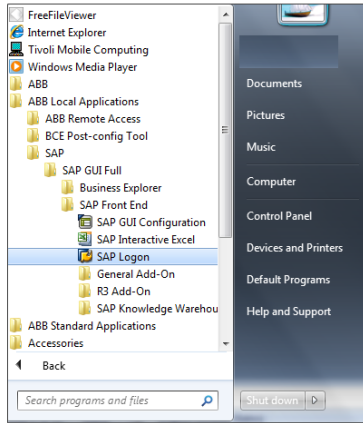 FreeFileViewer
Internet Explorer
Tivoli Mobile Computing
Windows Media Player
ABB
ABB Local Applications
ABB Remote Access
BCE Post-config Tool
SAP
SAP GUI Full
Business Explorer
SAP Front End
SAP GUI Configuration
SAP Interactive Excel
SAP Logon
General Add-On
R3 Add-On
SAP Knowledge Warehou
ABB Standard Applications
Accessories
Back
Search programs and files
Documents
Pictures
Music
Computer
Control Panel
Devices and Printers
Default Programs
Help and Support
Shut down